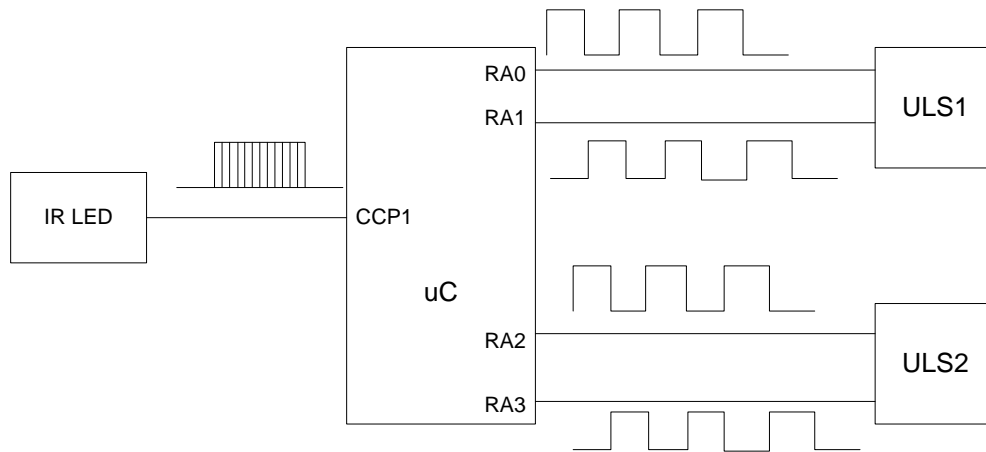 RA0
ULS1
RA1
IR LED
CCP1
uC
RA2
ULS2
RA3